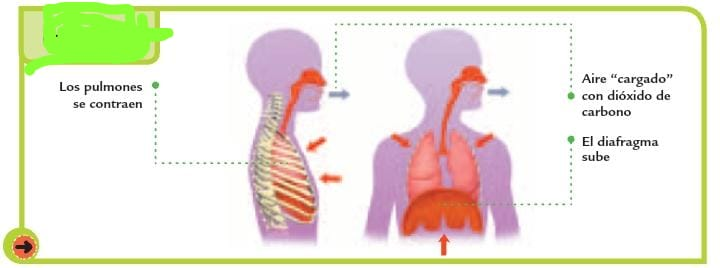 Los pulmones
se contraen
Aire “cargado”
con dióxido de
carbono
El diafragma
sube